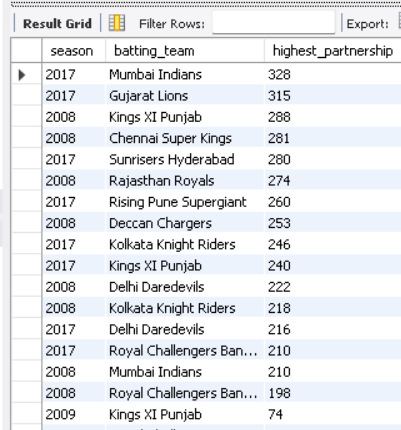 Result Grid Filter Rows: Export:
season batting_team highest_partnership
2017 Mumbai Indians 328
2017 Gujarat Lions 315
2008 Kings XI Punjab 288
2008 Chennai Super Kings 281
2017 Sunrisers Hyderabad 280
2008 Rajasthan Royals 274
2017 Rising Pune Supergiant 260
2008 Deccan Chargers 253
2017 Kolkata Knight Riders 246
2017 Kings XI Punjab 240
2008 Delhi Daredevils 222
2008 Kolkata Knight Riders 218
2017 Delhi Daredevils 216
2017 Royal Challengers Ban... 210
2008 Mumbai Indians 210
2008 Royal Challengers Ban... 198
2009 Kings XI Punjab 74